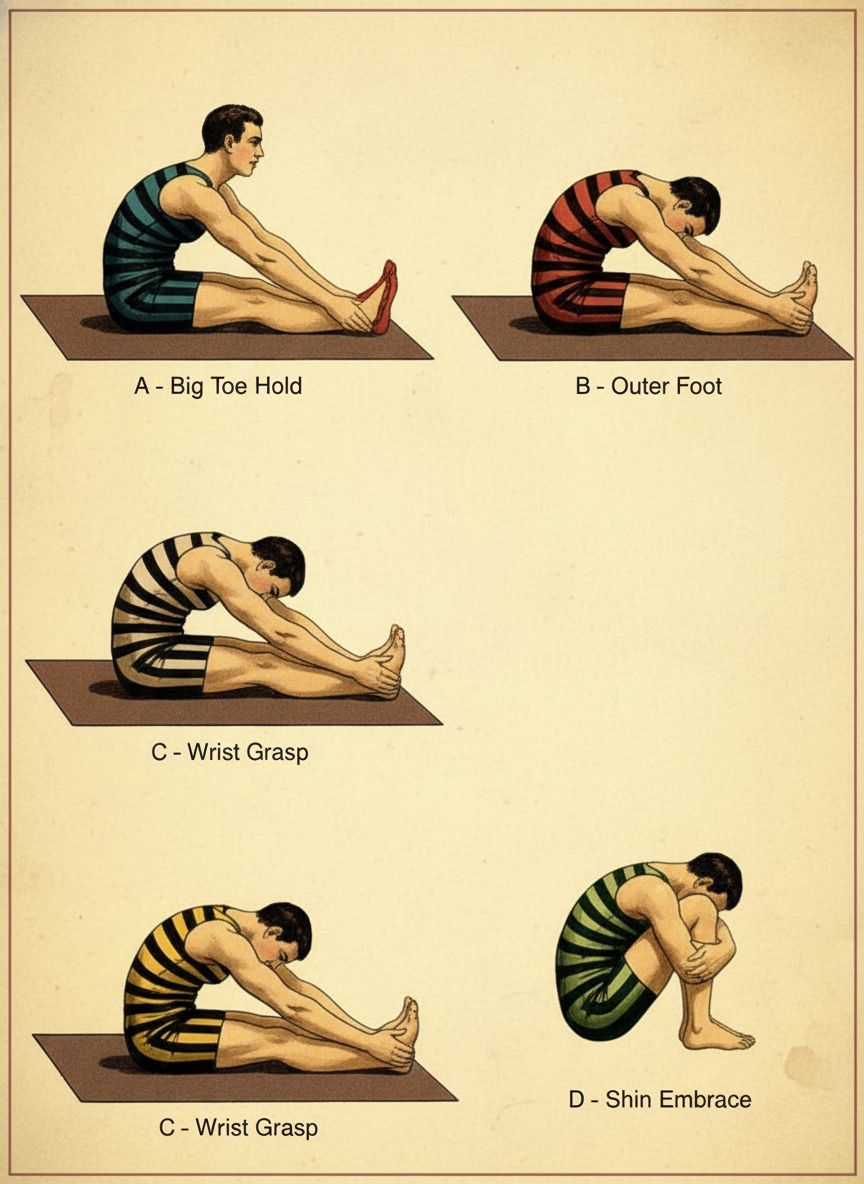 A - Big Toe Hold
B - Outer Foot
C - Wrist Grasp
C - Wrist Grasp
D - Shin Embrace